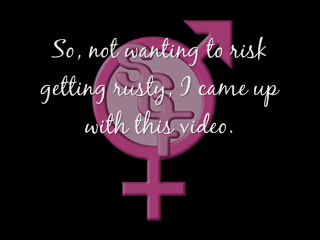 So, not wanting to risk
getting rusty, I came up
with this video.